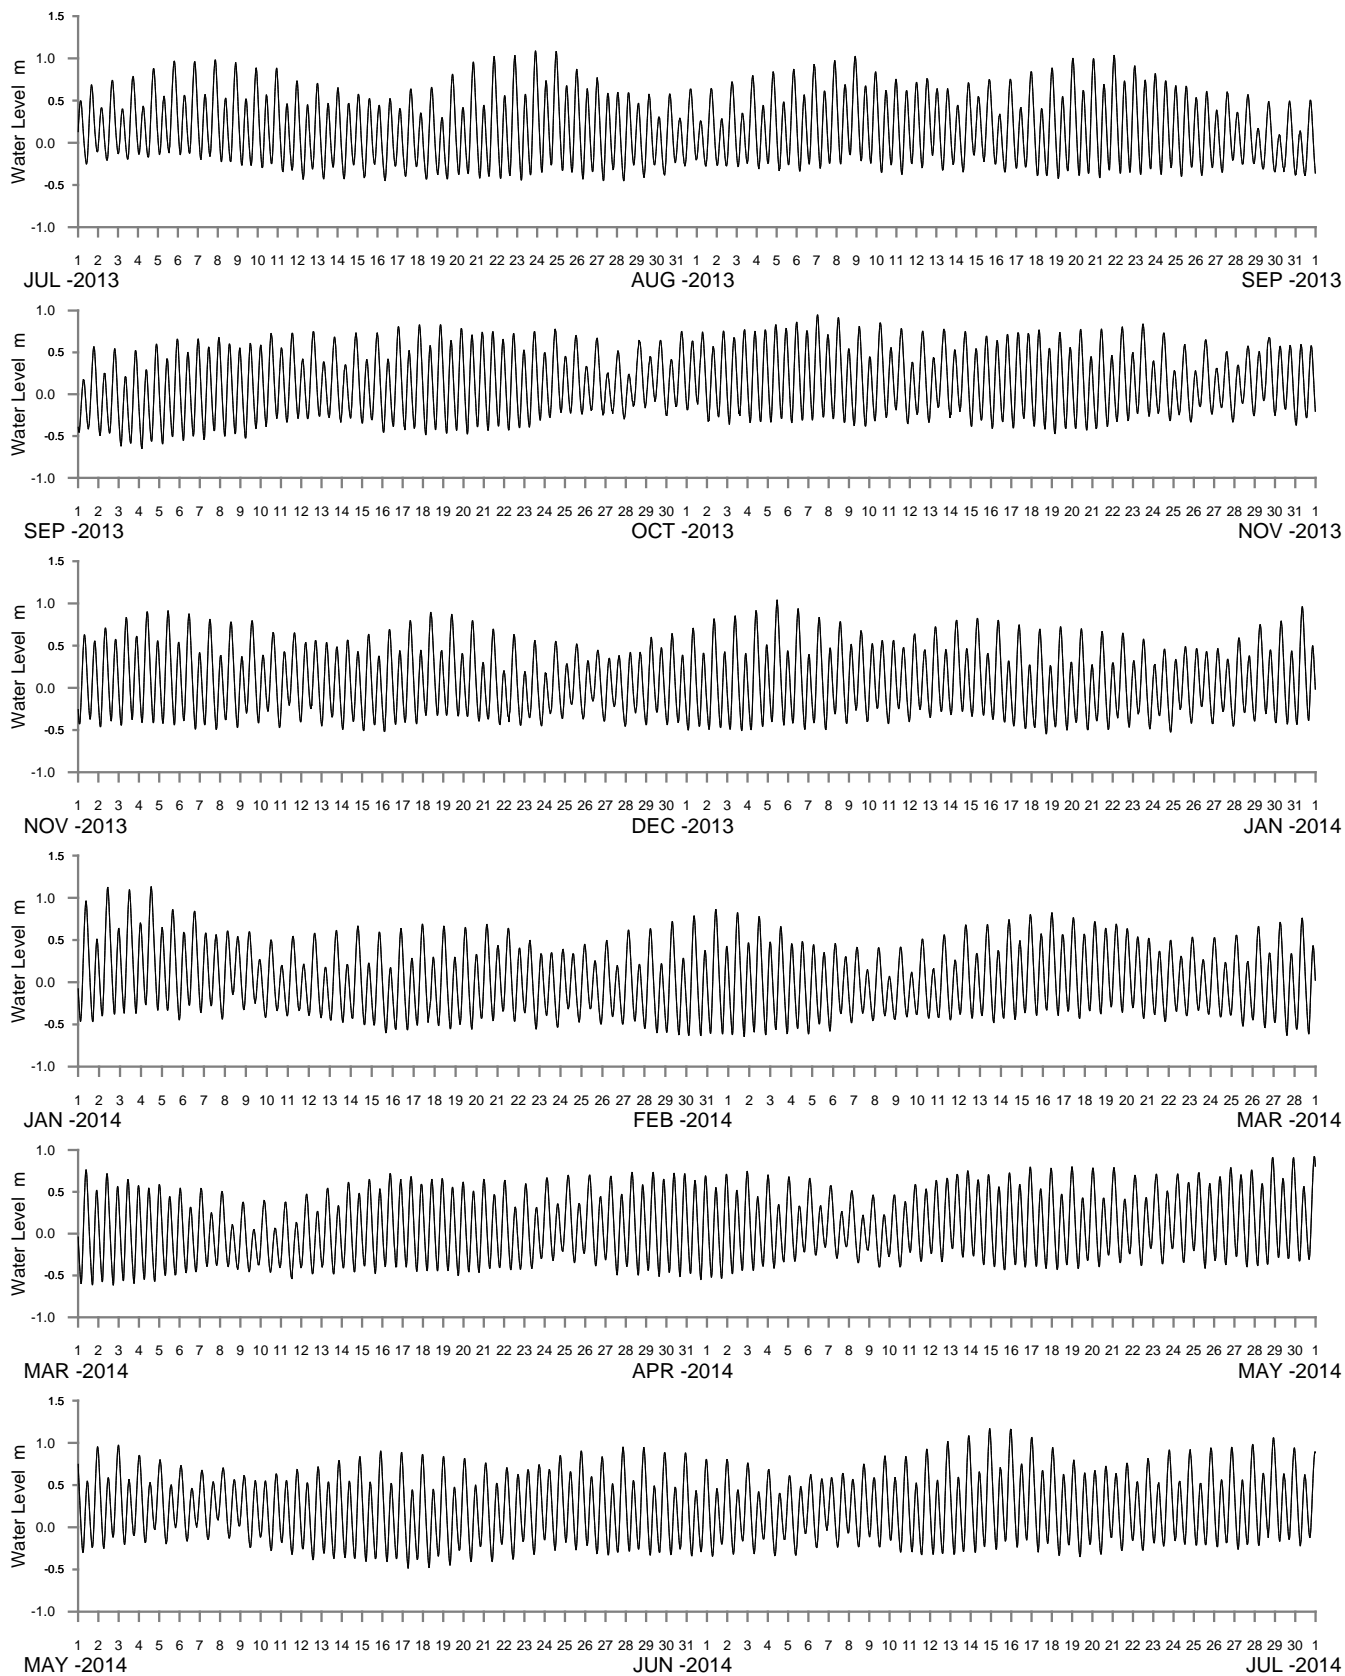 1.5
1.0
0.5
0.0
-0.5
-1.0
Water Level m
1 2 3 4 5 6 7 8 9 10 11 12 13 14 15 16 17 18 19 20 21 22 23 24 25 26 27 28 29 30 31 1 2 3 4 5 6 7 8 9 10 11 12 13 14 15 16 17 18 19 20 21 22 23 24 25 26 27 28 29 30 31 1
JUL -2013 AUG -2013 SEP -2013
1.0
0.5
0.0
-0.5
-1.0
Water Level m
1 2 3 4 5 6 7 8 9 10 11 12 13 14 15 16 17 18 19 20 21 22 23 24 25 26 27 28 29 30 1 2 3 4 5 6 7 8 9 10 11 12 13 14 15 16 17 18 19 20 21 22 23 24 25 26 27 28 29 30 31 1
SEP -2013 OCT -2013 NOV -2013
1.5
1.0
0.5
0.0
-0.5
-1.0
Water Level m
1 2 3 4 5 6 7 8 9 10 11 12 13 14 15 16 17 18 19 20 21 22 23 24 25 26 27 28 29 30 1 2 3 4 5 6 7 8 9 10 11 12 13 14 15 16 17 18 19 20 21 22 23 24 25 26 27 28 29 30 31 1
NOV -2013 DEC -2013 JAN -2014
1.5
1.0
0.5
0.0
-0.5
-1.0
Water Level m
1 2 3 4 5 6 7 8 9 10 11 12 13 14 15 16 17 18 19 20 21 22 23 24 25 26 27 28 29 30 31 1 2 3 4 5 6 7 8 9 10 11 12 13 14 15 16 17 18 19 20 21 22 23 24 25 26 27 28 1
JAN -2014 FEB -2014 MAR -2014
1.0
0.5
0.0
-0.5
-1.0
Water Level m
1 2 3 4 5 6 7 8 9 10 11 12 13 14 15 16 17 18 19 20 21 22 23 24 25 26 27 28 29 30 31 1 2 3 4 5 6 7 8 9 10 11 12 13 14 15 16 17 18 19 20 21 22 23 24 25 26 27 28 29 30 1
MAR -2014 APR -2014 MAY -2014
1.5
1.0
0.5
0.0
-0.5
-1.0
Water Level m
1 2 3 4 5 6 7 8 9 10 11 12 13 14 15 16 17 18 19 20 21 22 23 24 25 26 27 28 29 30 31 1 2 3 4 5 6 7 8 9 10 11 12 13 14 15 16 17 18 19 20 21 22 23 24 25 26 27 28 29 30 1
MAY -2014 JUN -2014 JUL -2014